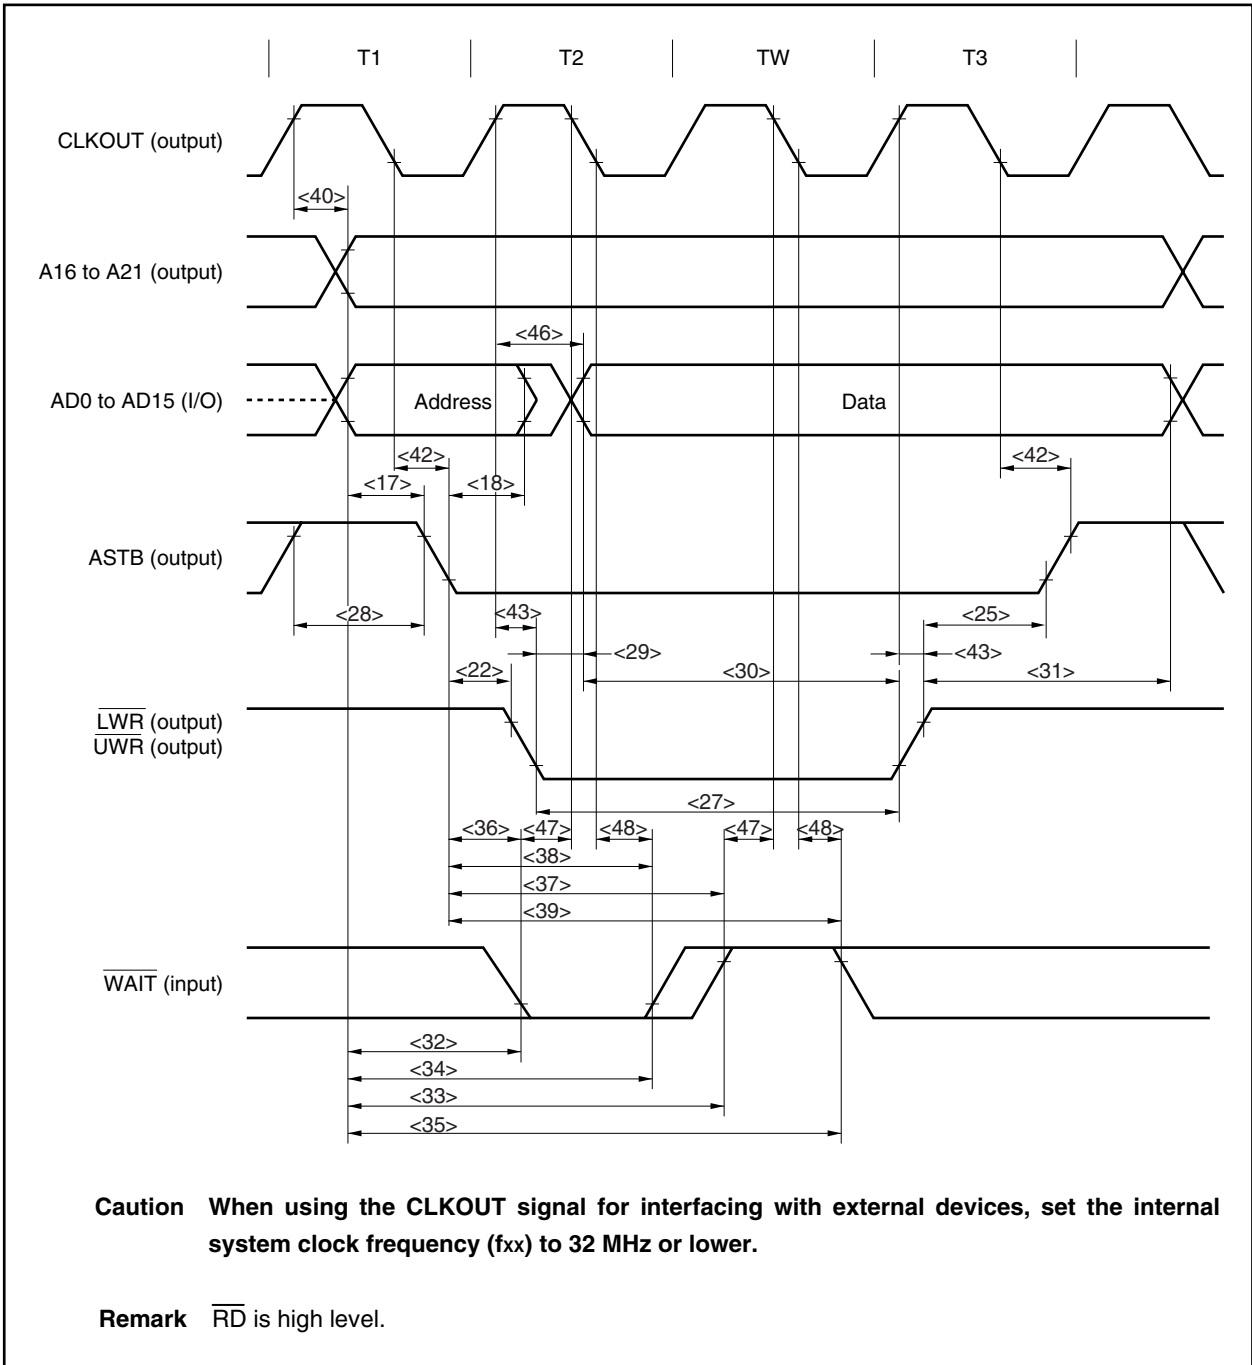 T1 T2 TW T3
CLKOUT (output)
<40>
A16 to A21 (output)
<46>
AD0 to AD15 (I/O) Address Data
<42> <42>
<17> <18>
ASTB (output)
<28> <43> <25>
<29> <43>
<22> <30> <31>
LWR (output)
UWR (output)
<27>
<36> <47> <48> <47> <48>
<38>
<37>
<39>
WAIT (input)
<32>
<34>
<33>
<35>
Caution When using the CLKOUT signal for interfacing with external devices, set the internal
system clock frequency (fxx) to 32 MHz or lower.
Remark RD is high level.